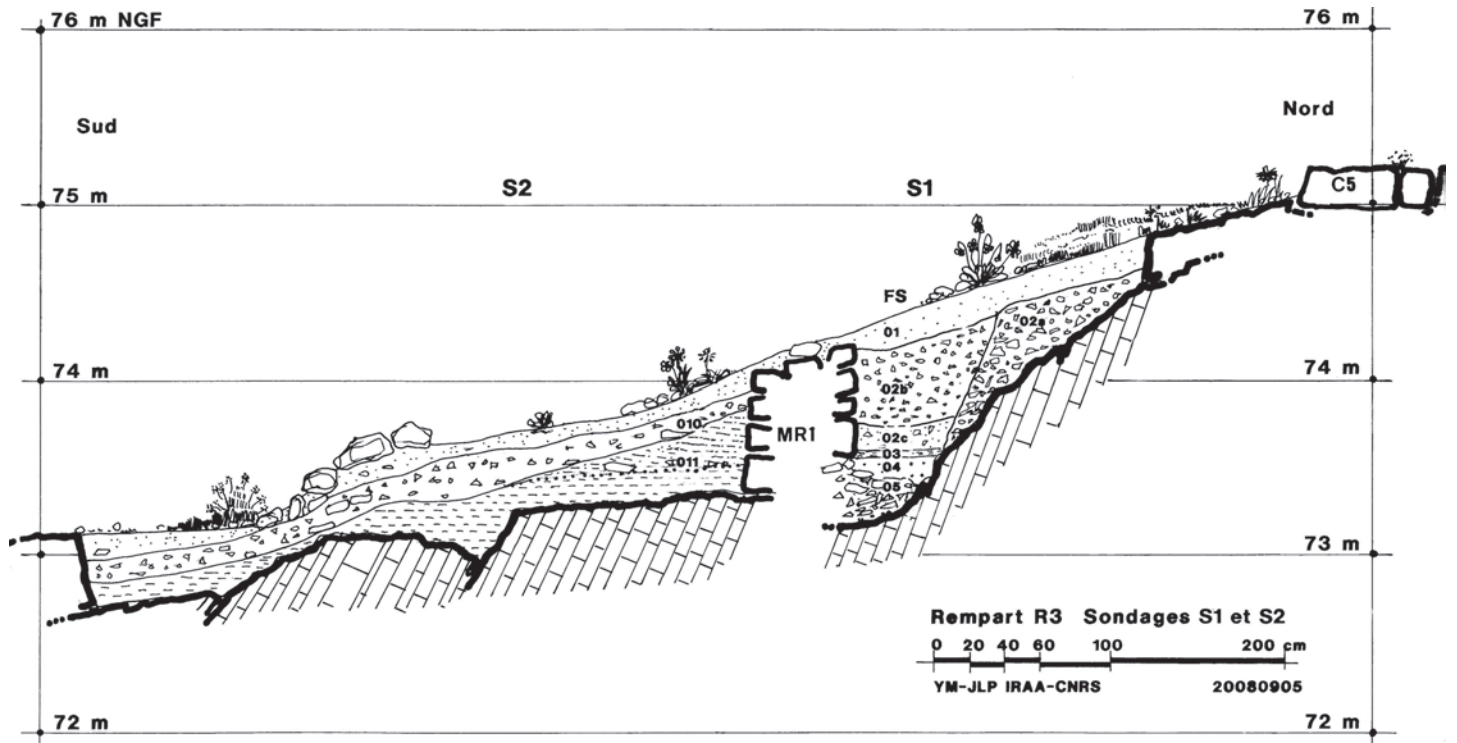 76 m NGF
76 m
Sud
Nord
S2
S1
C5
75 m
75 m
FS
01
02a
74 m
74 m
02b
010
MR1
02c
03
011
04
05
73 m
73 m
Rempart R3 Sondages S1 et S2
0 20 40 60 100 200 cm
YM-JLP IRAA-CNRS 20080905
72 m
72 m